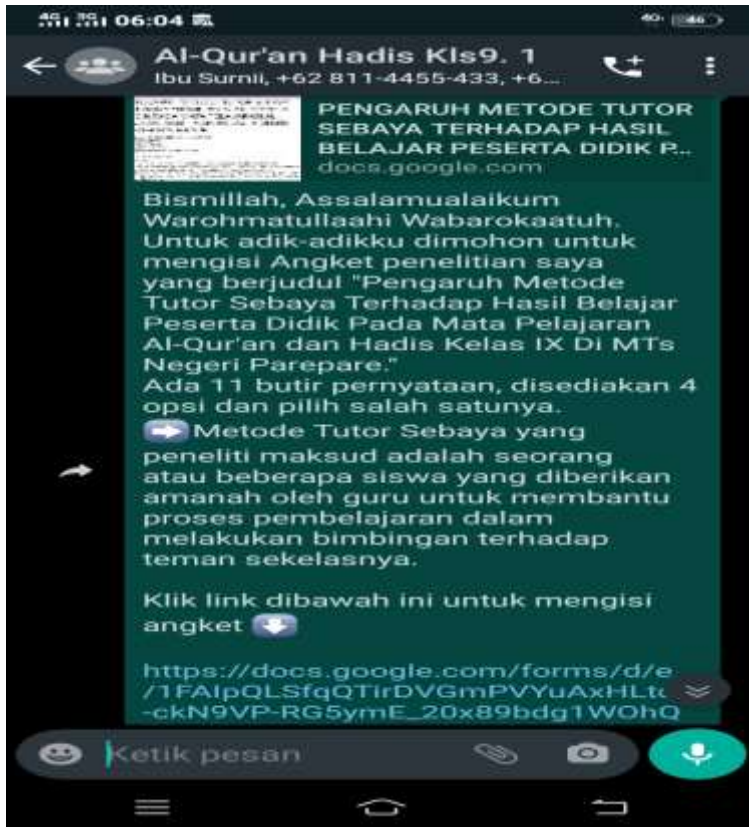 4G 3G 06:04
46
Al-Qur'an Hadis Kls9. 1
Ibu Surnii, +62 811-4455-433, +6...
PENGARUH METODE TUTOR
SEBAYA TERHADAP HASIL
BELAJAR PESERTA DIDIK P...
docs.google.com
Bismillah, Assalamualaikum
Warohmatullaahi Wabarokaatuh.
Untuk adik-adikku dimohon untuk
mengisi Angket penelitian saya
yang berjudul "Pengaruh Metode
Tutor Sebaya Terhadap Hasil Belajar
Peserta Didik Pada Mata Pelajaran
Al-Qur'an dan Hadis Kelas IX Di MTs
Negeri Parepare."
Ada 11 butir pernyataan, disediakan 4
opsi dan pilih salah satunya.
➡ Metode Tutor Sebaya yang
peneliti maksud adalah seorang
atau beberapa siswa yang diberikan
amanah oleh guru untuk membantu
proses pembelajaran dalam
melakukan bimbingan terhadap
teman sekelasnya.
Klik link dibawah ini untuk mengisi
angket ⬇
https://docs.google.com/forms/d/e
/1FAIpQLSfqQTirDVGmPVYuAxHLt
-ckN9VP-RG5ymE_20x89bdg1WOhQ
Ketik pesan